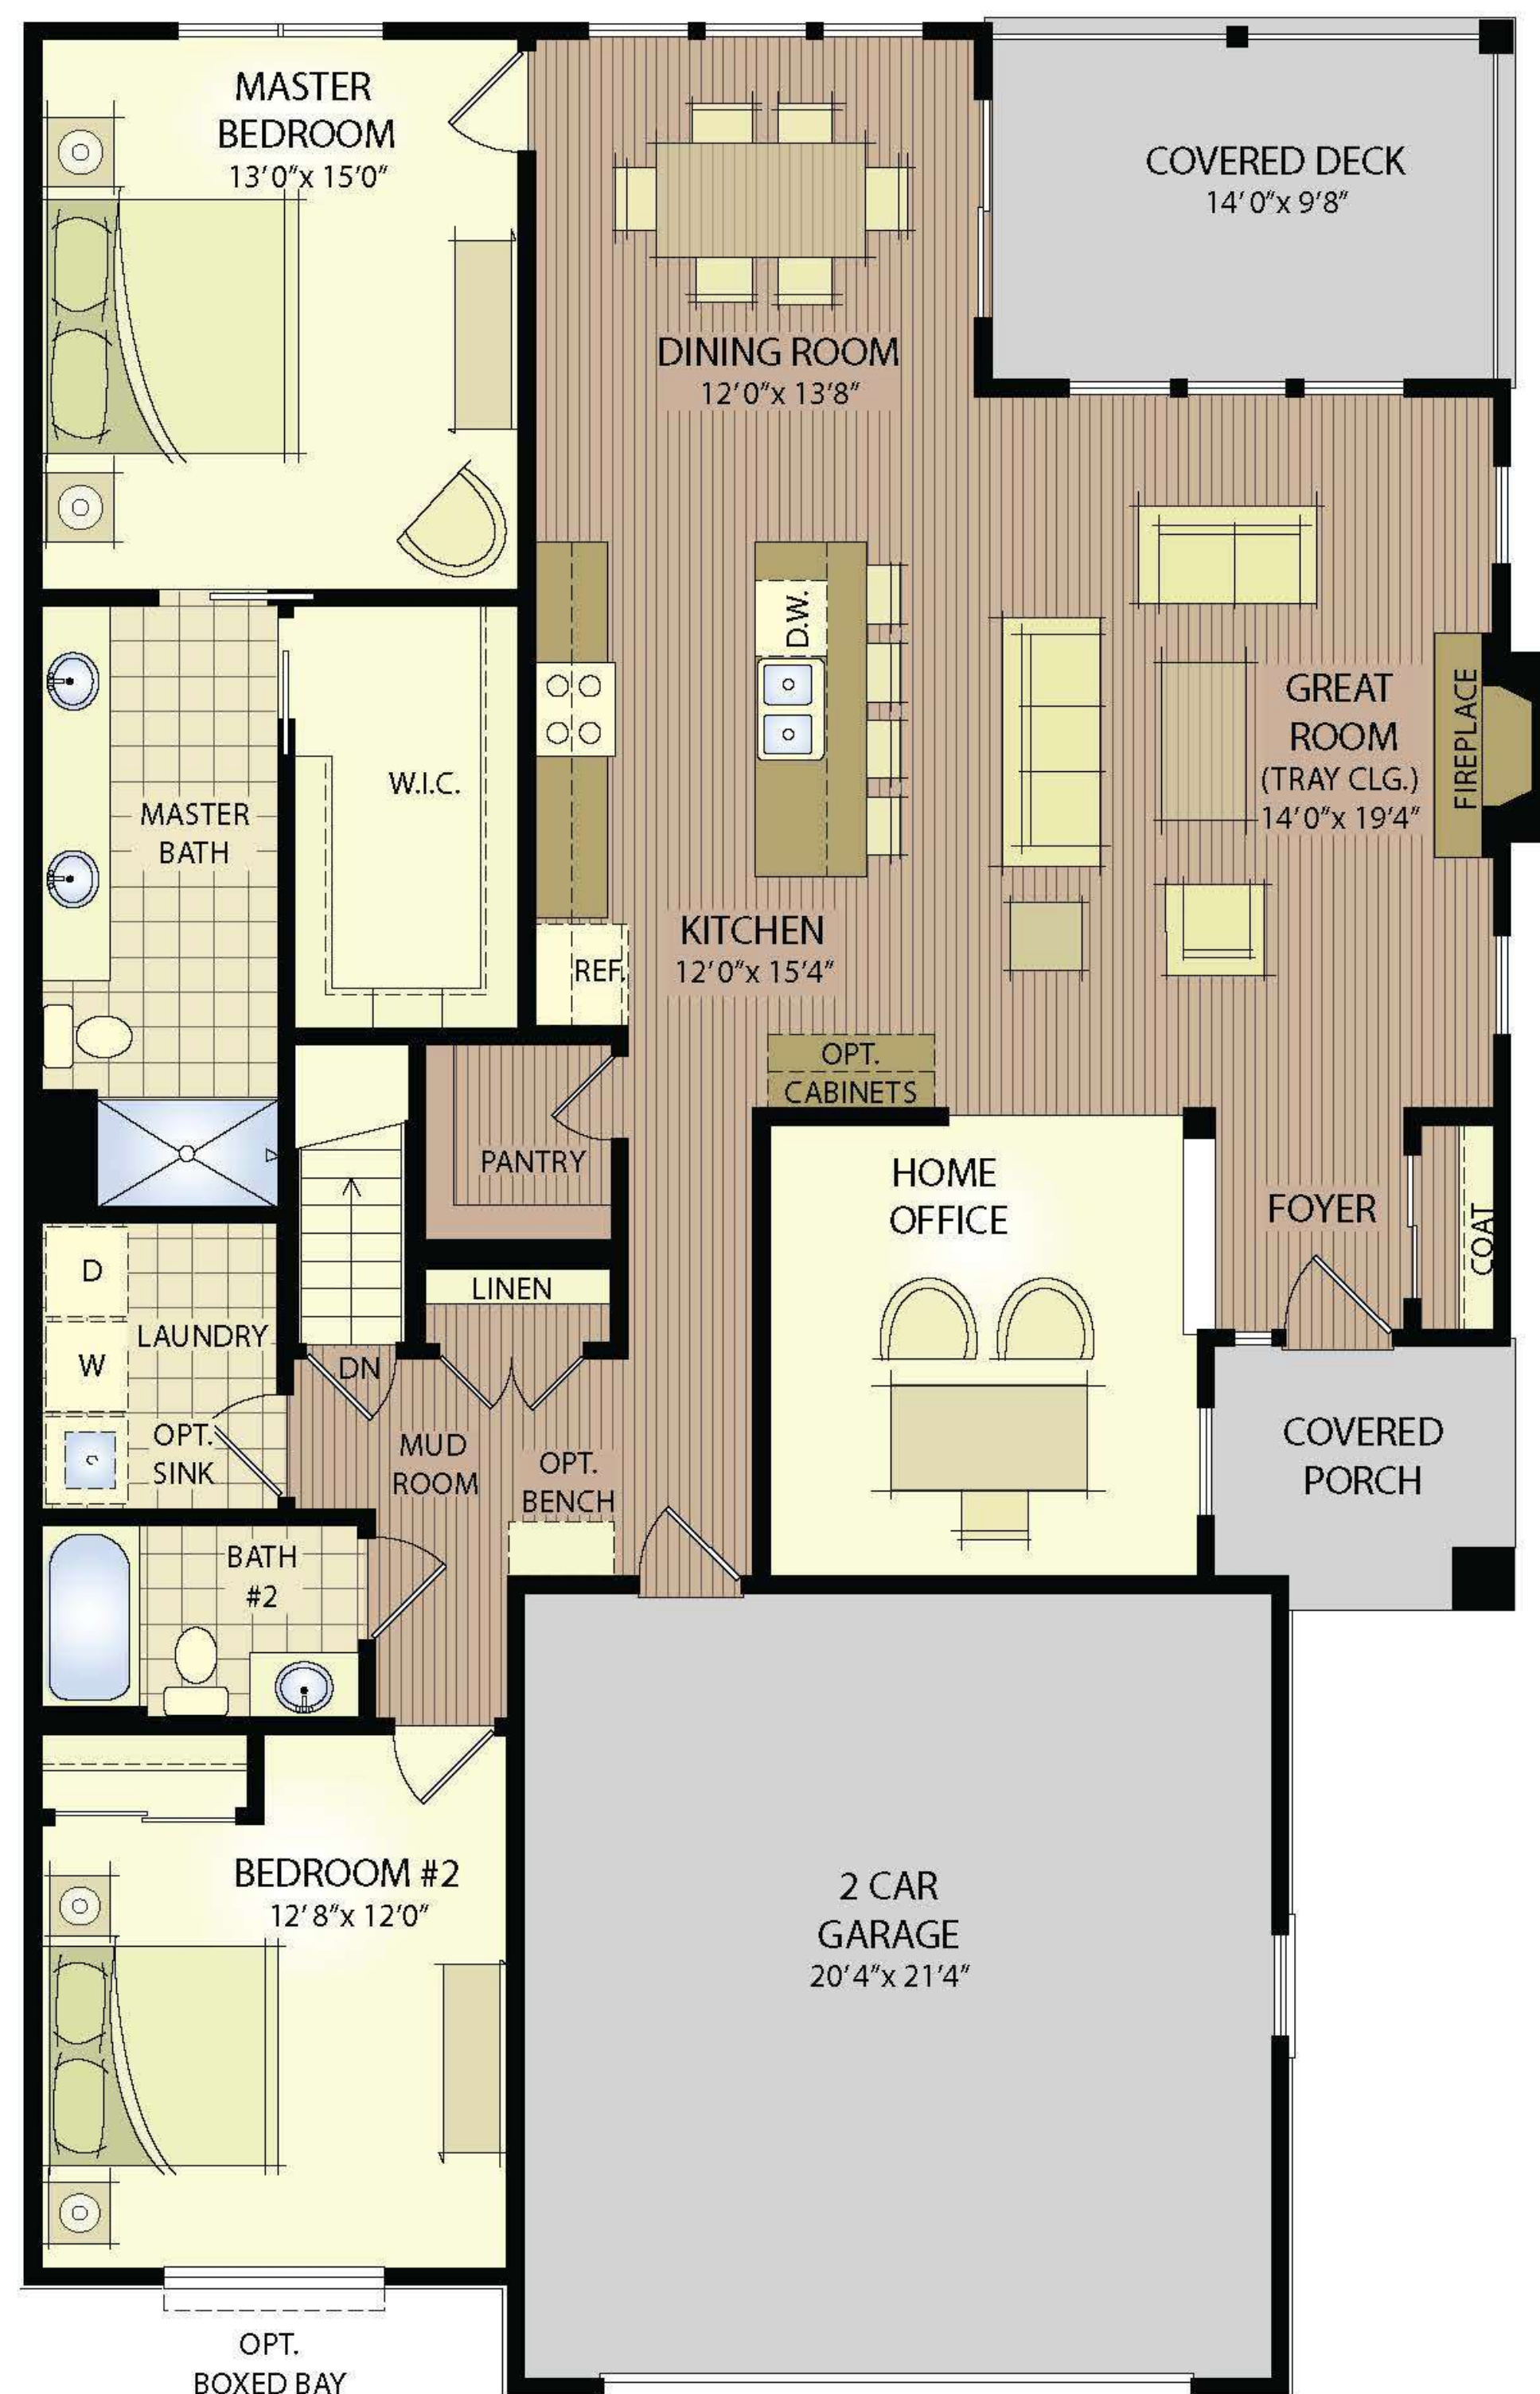 MASTER
BEDROOM
13'0"x 15'0"
COVERED DECK
14'0"x 9'8"
DINING ROOM
12'0"x 13'8"
D.W.
GREAT
ROOM
(TRAY CLG.)
14'0"x 19'4"
FIREPLACE
W.I.C.
MASTER
BATH
KITCHEN
12'0"x 15'4"
REF.
OPT.
CABINETS
PANTRY
HOME
OFFICE
FOYER
COAT
LINEN
D
LAUNDRY
W
DN
OPT.
SINK
MUD
ROOM
OPT.
BENCH
COVERED
PORCH
BATH
#2
BEDROOM #2
12'8"x 12'0"
2 CAR
GARAGE
20'4"x 21'4"
OPT.
BOXED BAY